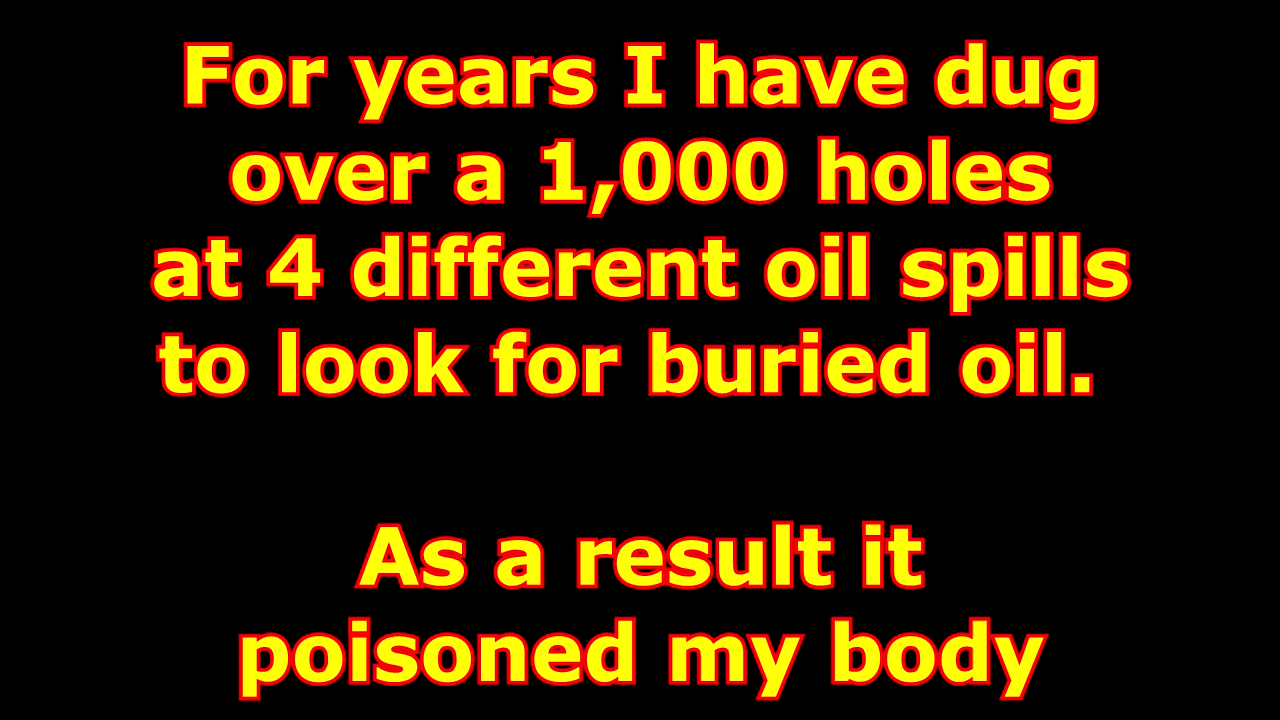 For years I have dug
over a 1,000 holes
at 4 different oil spills
to look for buried oil.
As a result it
poisoned my body